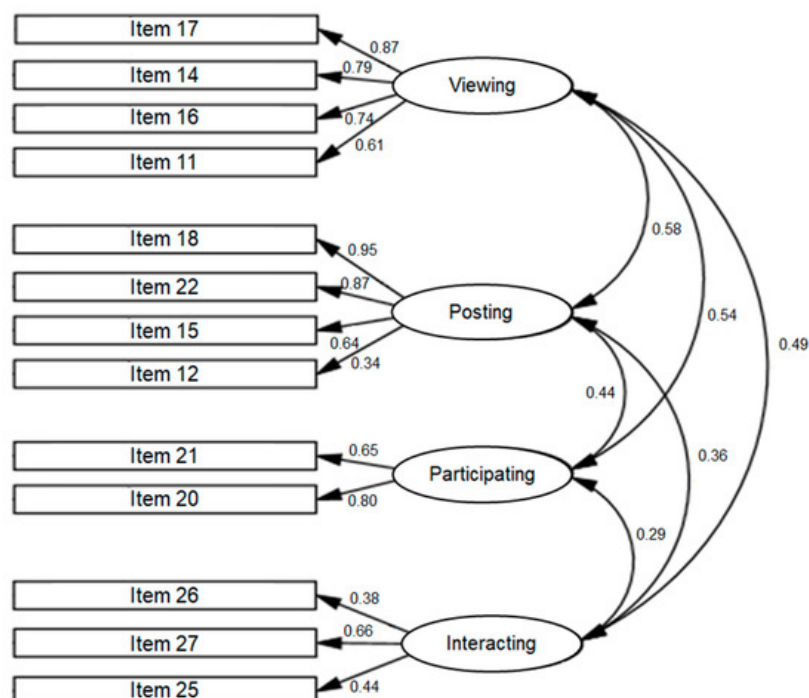 Item 17
0.87
Item 14
0.79
Viewing
Item 16
0.74
Item 11
0.61
Item 18
0.95
0.58
Item 22
0.87
Posting
0.54
Item 15
0.64
0.49
Item 12
0.34
0.44
Item 21
0.65
0.36
Participating
Item 20
0.80
0.29
Item 26
0.38
Item 27
0.66
Interacting
Item 25
0.44